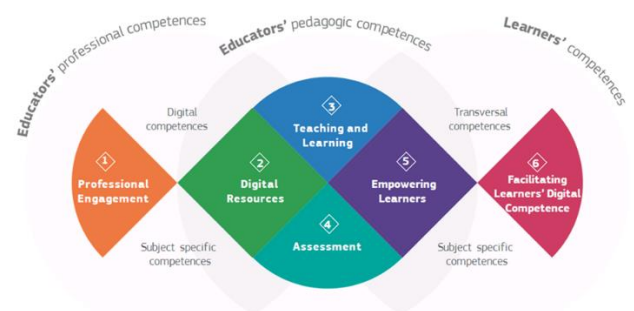 Educators' professional competences
Educators' pedagogic competences
Learners' competences
Digital
competences
Transversal
competences
3
Teaching and
Learning
1
Professional
Engagement
2
Digital
Resources
5
Empowering
Learners
6
Facilitating
Learners' Digital
Competence
4
Assessment
Subject specific
competences
Subject specific
competences